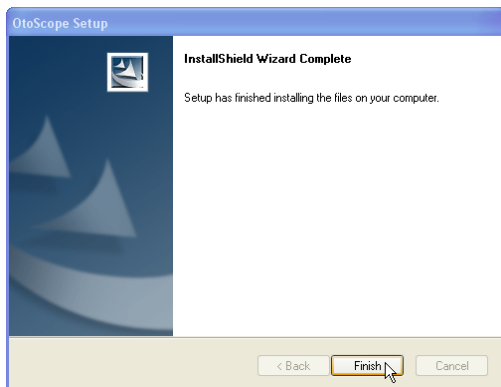 OtoScope Setup
InstallShield Wizard Complete
Setup has finished installing the files on your computer.
< Back
Finish
Cancel